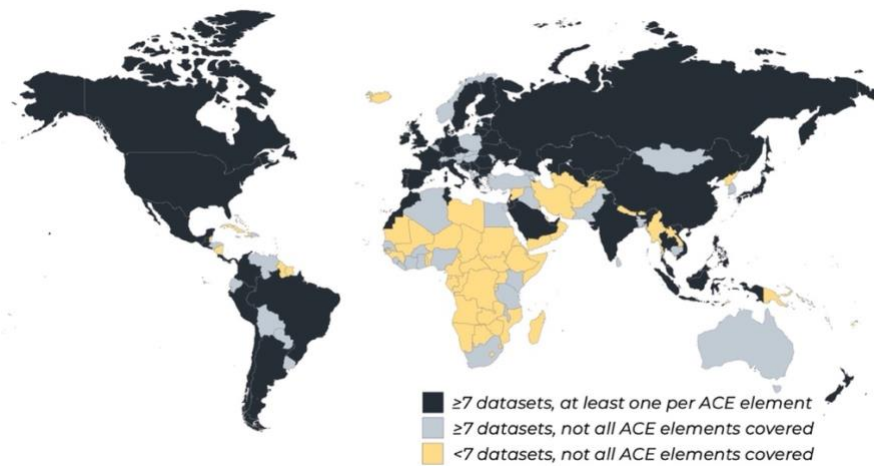 ≥7 datasets, at least one per ACE element
≥7 datasets, not all ACE elements covered
<7 datasets, not all ACE elements covered